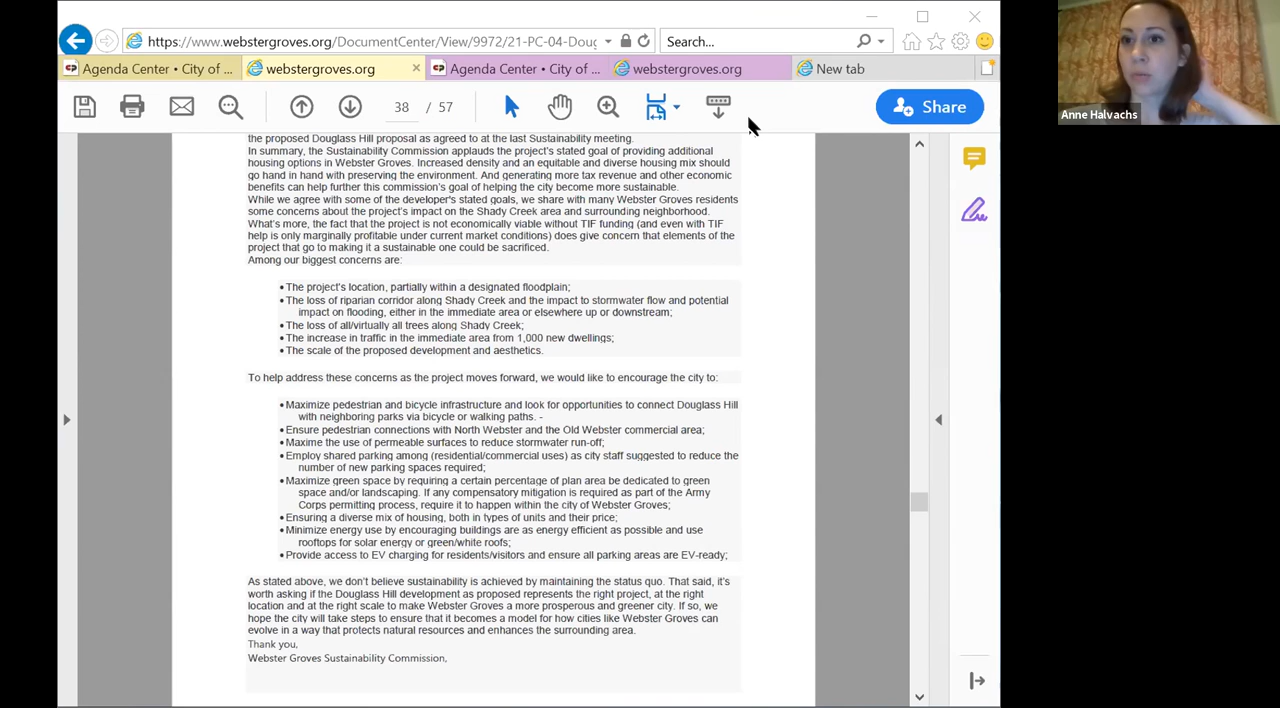 https://www.webstergroves.org/DocumentCenter/View/9972/21-PC-04-Doug
Search...
Agenda Center • City of ...
webstergroves.org
Agenda Center • City of ...
webstergroves.org
New tab
38 / 57
Share
Anne Halvachs
the proposed Douglass Hill proposal as agreed to at the last Sustainability meeting.
In summary, the Sustainability Commission applauds the project's stated goal of providing additional
housing options in Webster Groves. Increased density and an equitable and diverse housing mix should
go hand in hand with preserving the environment. And generating more tax revenue and other economic
benefits can help further this commission's goal of helping the city become more sustainable.
While we agree with some of the developer's stated goals, we share with many Webster Groves residents
some concerns about the project's impact on the Shady Creek area and surrounding neighborhood.
What's more, the fact that the project is not economically viable without TIF funding (and even with TIF
help is only marginally profitable under current market conditions) does give concern that elements of the
project that go to making it a sustainable one could be sacrificed.
Among our biggest concerns are:
• The project's location, partially within a designated floodplain;
• The loss of riparian corridor along Shady Creek and the impact to stormwater flow and potential
impact on flooding, either in the immediate area or elsewhere up or downstream;
• The loss of all/virtually all trees along Shady Creek;
• The increase in traffic in the immediate area from 1,000 new dwellings;
• The scale of the proposed development and aesthetics.
To help address these concerns as the project moves forward, we would like to encourage the city to:
• Maximize pedestrian and bicycle infrastructure and look for opportunities to connect Douglass Hill
with neighboring parks via bicycle or walking paths. -
• Ensure pedestrian connections with North Webster and the Old Webster commercial area;
• Maxime the use of permeable surfaces to reduce stormwater run-off;
• Employ shared parking among (residential/commercial uses) as city staff suggested to reduce the
number of new parking spaces required;
• Maximize green space by requiring a certain percentage of plan area be dedicated to green
space and/or landscaping. If any compensatory mitigation is required as part of the Army
Corps permitting process, require it to happen within the city of Webster Groves;
• Ensuring a diverse mix of housing, both in types of units and their price;
• Minimize energy use by encouraging buildings are as energy efficient as possible and use
rooftops for solar energy or green/white roofs;
• Provide access to EV charging for residents/visitors and ensure all parking areas are EV-ready;
As stated above, we don't believe sustainability is achieved by maintaining the status quo. That said, it's
worth asking if the Douglass Hill development as proposed represents the right project, at the right
location and at the right scale to make Webster Groves a more prosperous and greener city. If so, we
hope the city will take steps to ensure that it becomes a model for how cities like Webster Groves can
evolve in a way that protects natural resources and enhances the surrounding area.
Thank you,
Webster Groves Sustainability Commission,